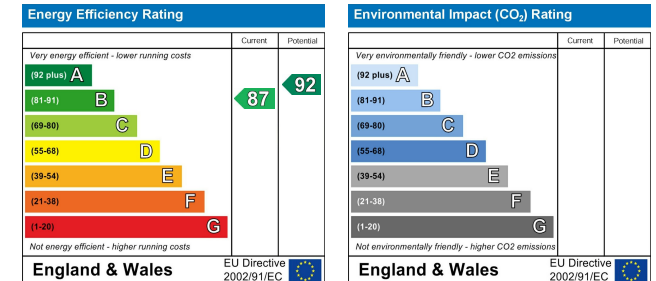 Energy Efficiency Rating
Current Potential
Very energy efficient - lower running costs
(92 plus) A
(81-91) B
(69-80) C
(55-68) D
(39-54) E
(21-38) F
(1-20) G
87
92
Not energy efficient - higher running costs
England & Wales
EU Directive
2002/91/EC
Environmental Impact (CO₂) Rating
Current Potential
Very environmentally friendly - lower CO2 emissions
(92 plus) A
(81-91) B
(69-80) C
(55-68) D
(39-54) E
(21-38) F
(1-20) G
Not environmentally friendly - higher CO2 emissions
England & Wales
EU Directive
2002/91/EC